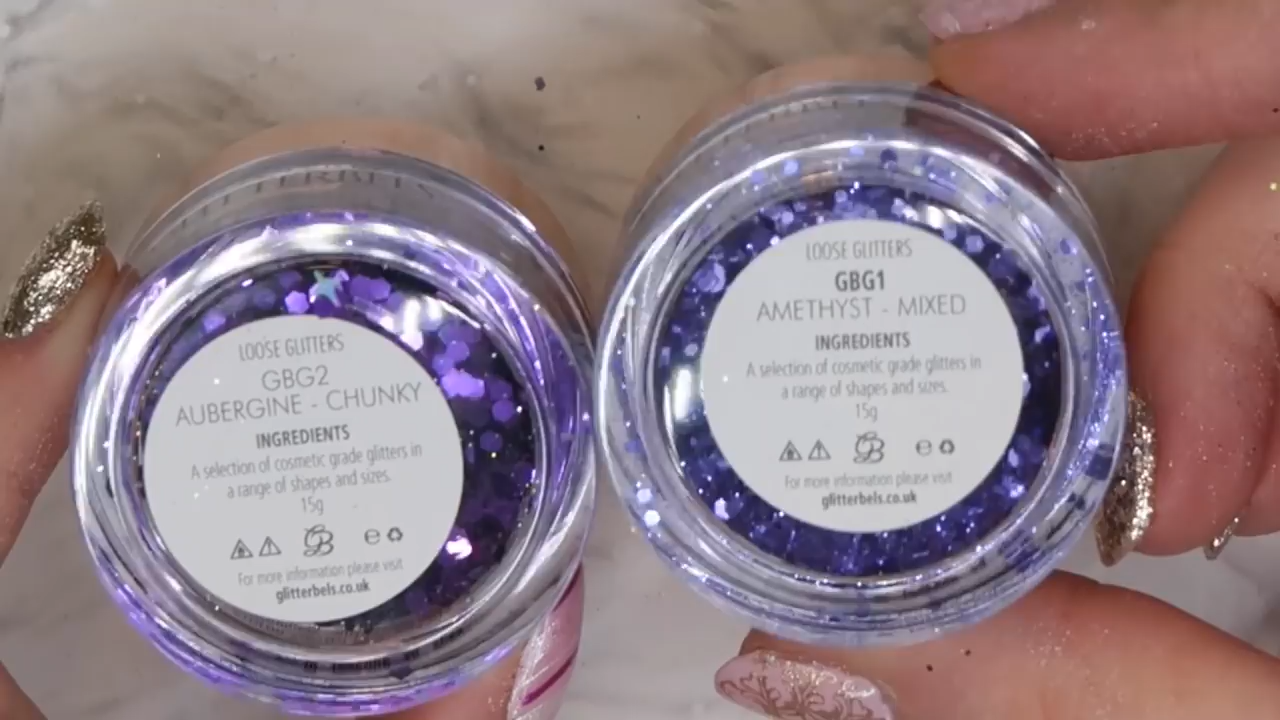 LOOSE GLITTERS
GBG2
AUBERGINE - CHUNKY
INGREDIENTS
A selection of cosmetic grade glitters in
a range of shapes and sizes.
15g
GB
For more information please visit
glitterbels.co.uk
LOOSE GLITTERS
GBG1
AMETHYST - MIXED
INGREDIENTS
A selection of cosmetic grade glitters in
a range of shapes and sizes.
15g
GB
For more information please visit
glitterbels.co.uk